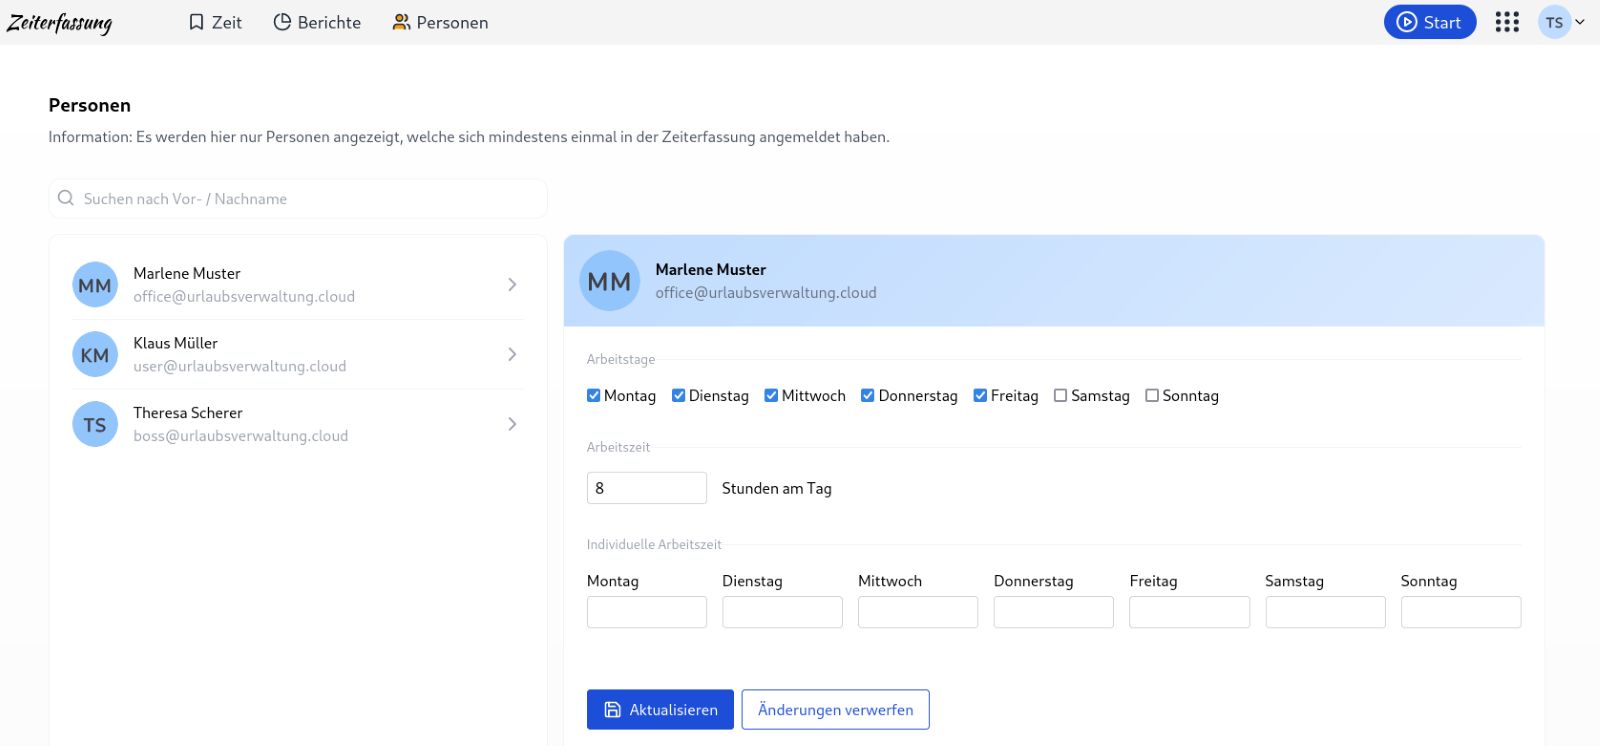 Zeiterfassung
Zeit
Berichte
Personen
Start
TS
Personen
Information: Es werden hier nur Personen angezeigt, welche sich mindestens einmal in der Zeiterfassung angemeldet haben.
Suchen nach Vor- / Nachname
MM
Marlene Muster
office@urlaubsverwaltung.cloud
KM
Klaus Müller
user@urlaubsverwaltung.cloud
TS
Theresa Scherer
boss@urlaubsverwaltung.cloud
MM
Marlene Muster
office@urlaubsverwaltung.cloud
Arbeitstage
Montag Dienstag Mittwoch Donnerstag Freitag Samstag Sonntag
Arbeitszeit
8 Stunden am Tag
Individuelle Arbeitszeit
Montag Dienstag Mittwoch Donnerstag Freitag Samstag Sonntag
Aktualisieren
Änderungen verwerfen